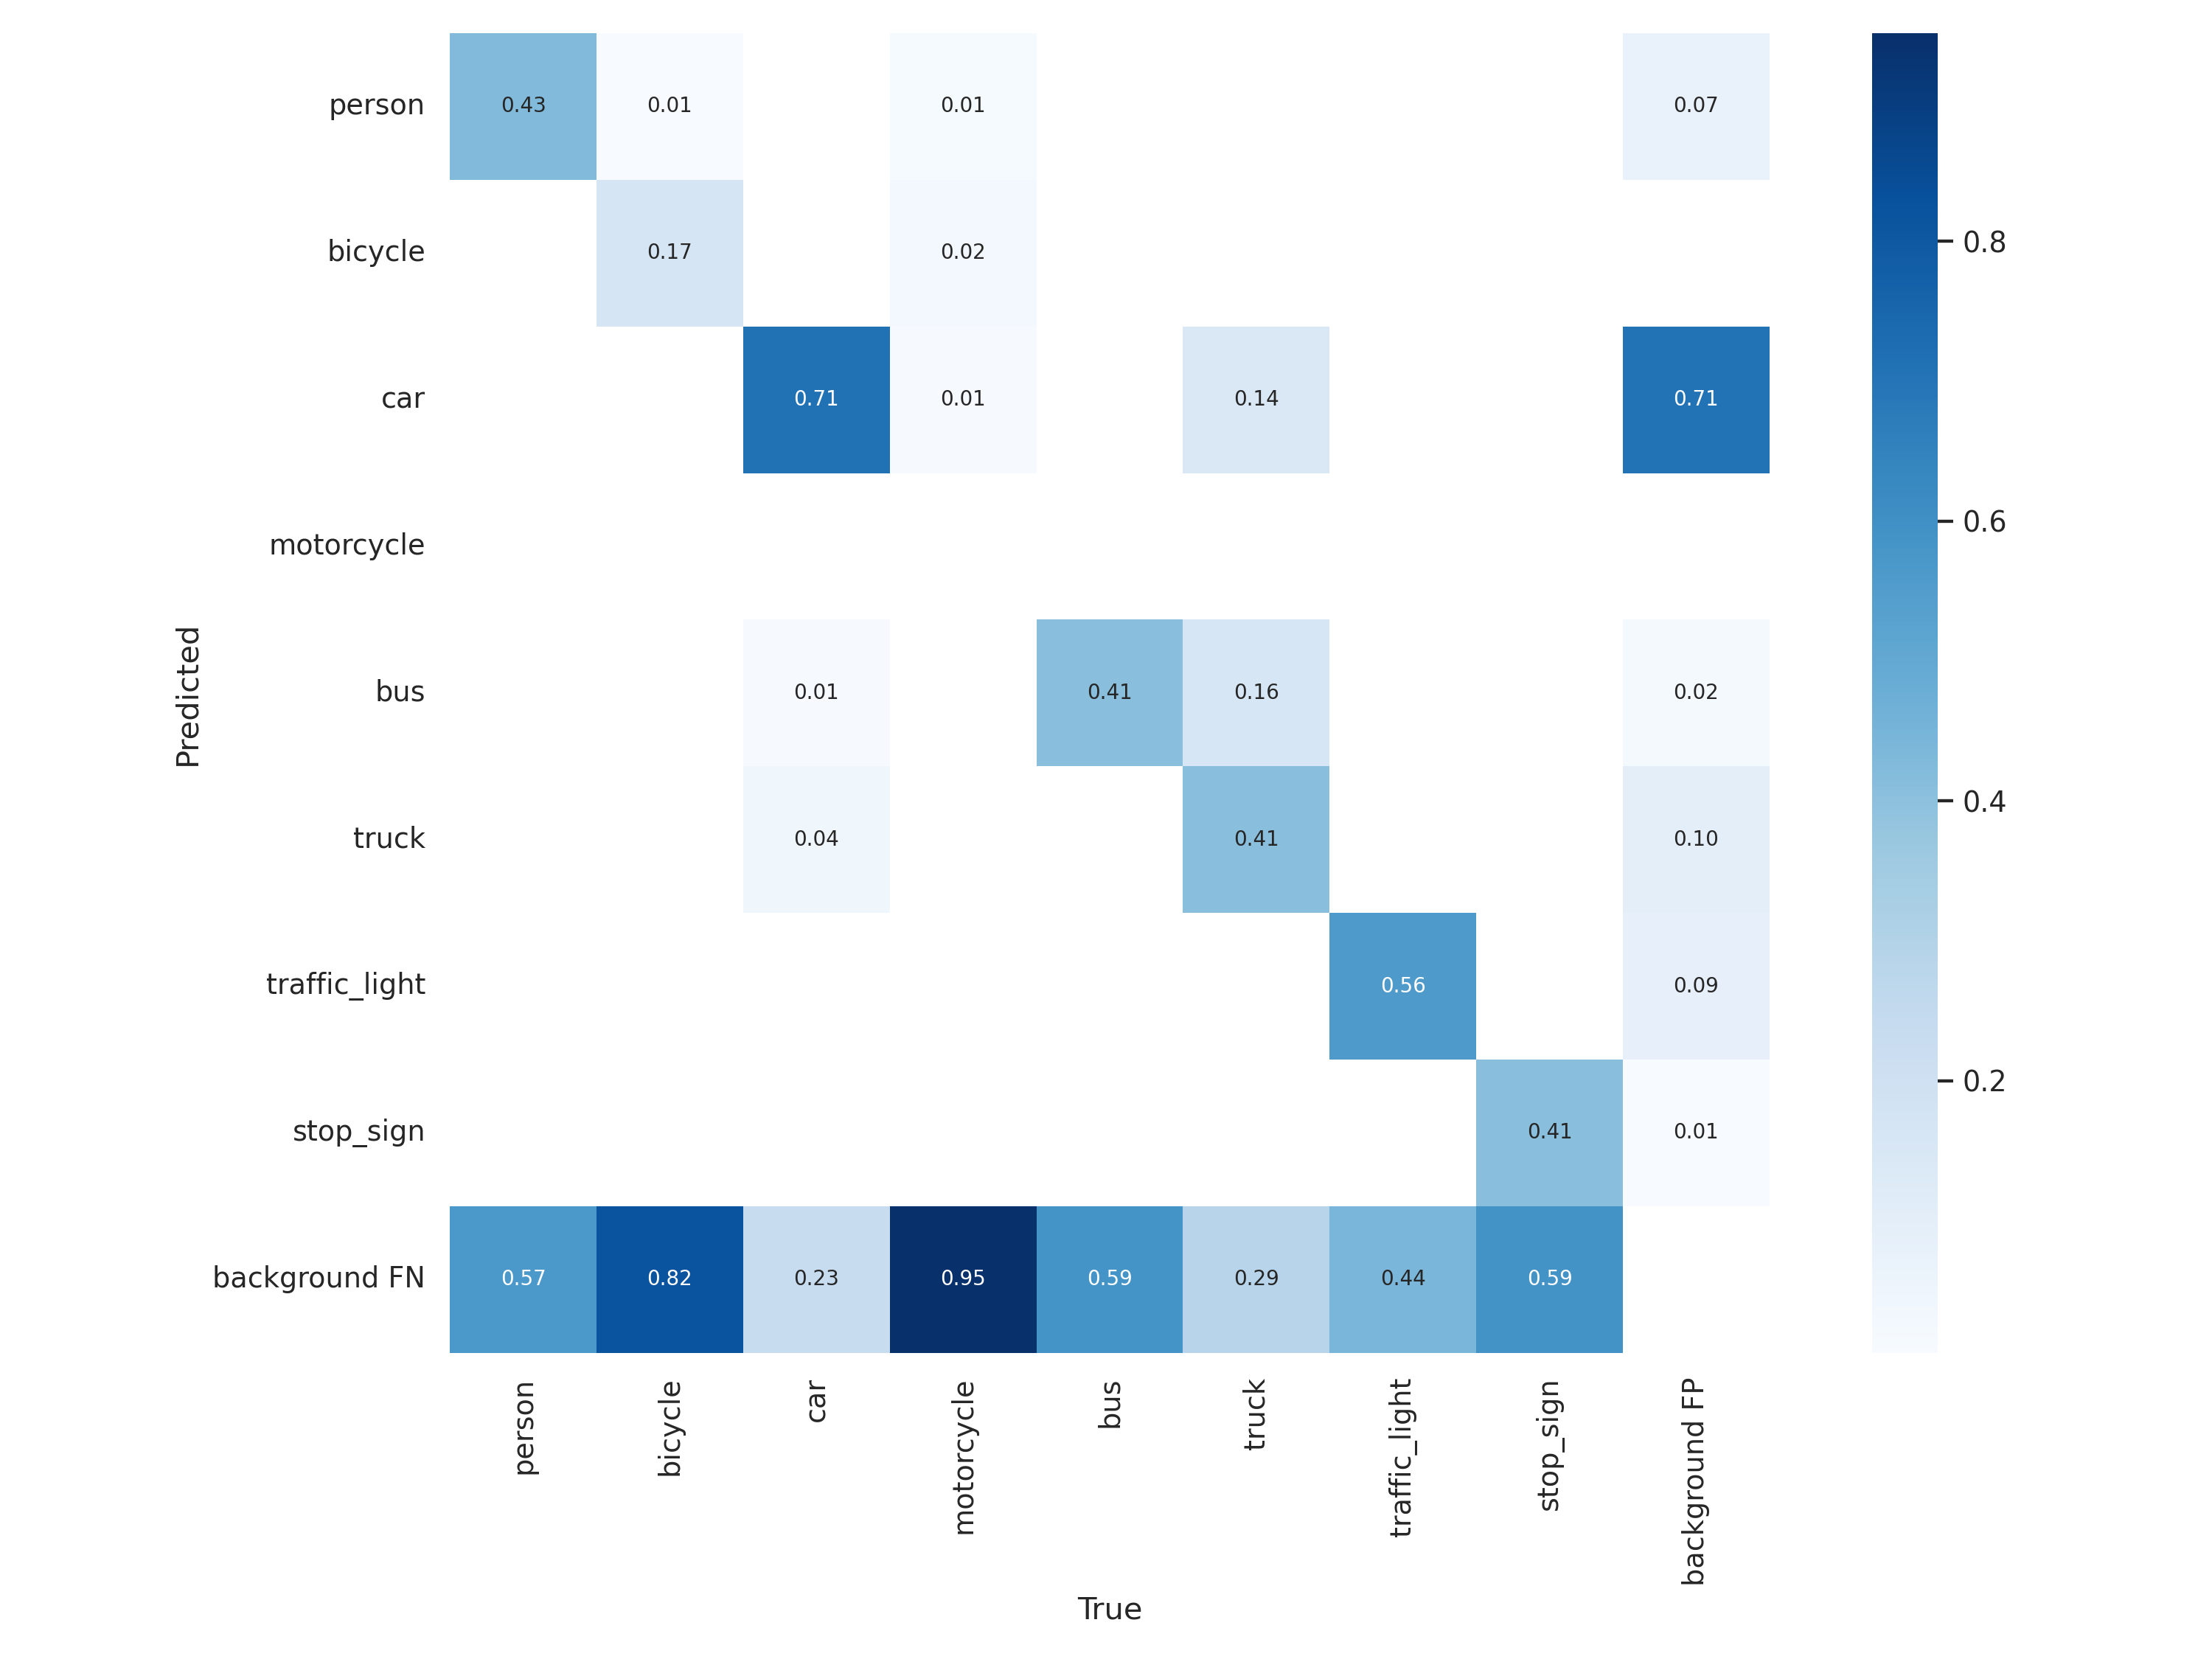 person 0.43 0.01 0.01 0.07
bicycle 0.17 0.02
car 0.71 0.01 0.14 0.71
motorcycle
bus 0.01 0.41 0.16 0.02
truck 0.04 0.41 0.10
traffic_light 0.56 0.09
stop_sign 0.41 0.01
background FN 0.57 0.82 0.23 0.95 0.59 0.29 0.44 0.59
Predicted
person
bicycle
car
motorcycle
bus
truck
traffic_light
stop_sign
background FP
True
0.8
0.6
0.4
0.2